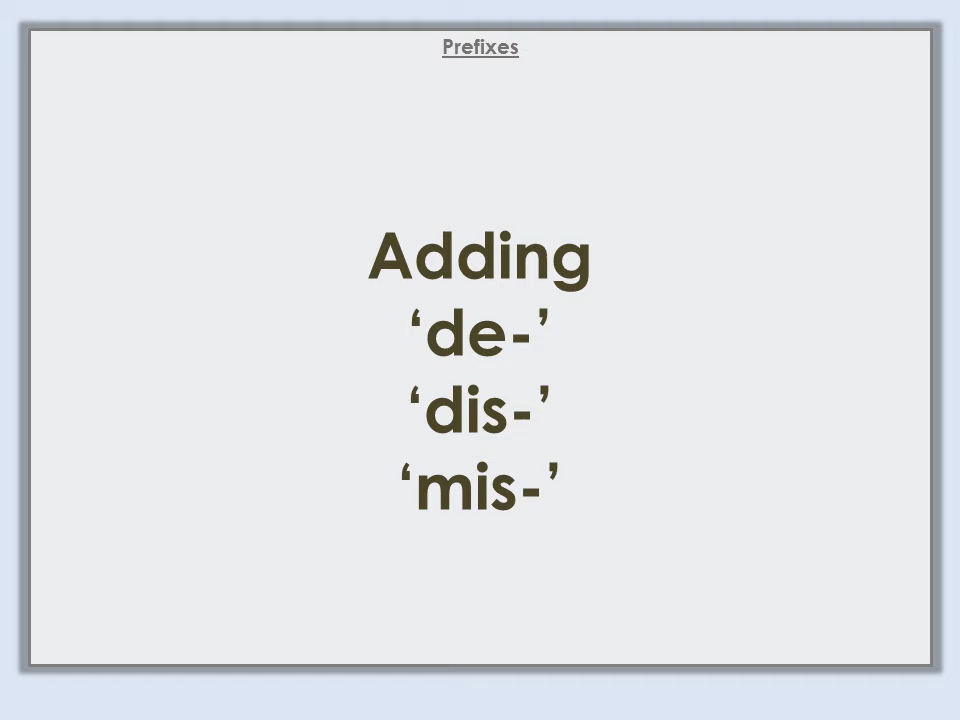 Prefixes
Adding
‘de-’
‘dis-’
‘mis-’